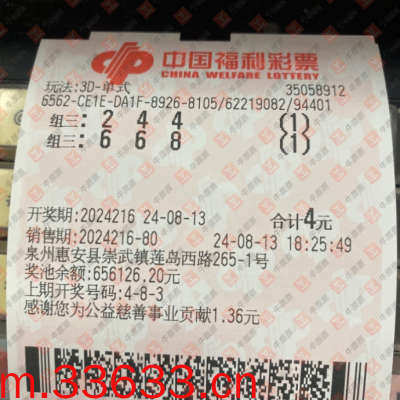 中国福利彩票
CHINA WELFARE LOTTERY
玩法:3D-单式 35058912
6562-CE1E-DA1F-8926-8105/62219082/94401
组三: 2 4 4 (1)
组三: 6 6 8 (1)
开奖期:2024216 24-08-13 合计4元
销售期:2024216-80 24-08-13 18:25:49
泉州惠安县崇武镇莲岛西路265-1号
奖池余额:656126.20元
上期开奖号码:4-8-3
感谢您为公益慈善事业贡献1.36元
m.33633.cn